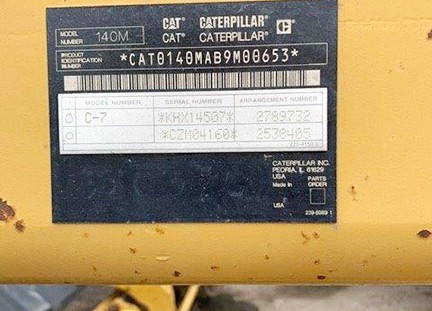 CAT® CATERPILLAR® C®
MODEL NUMBER 140M CAT® CATERPILLAR®
PRODUCT IDENTIFICATION NUMBER *CAT0140MAB9M00653*
MODEL NUMBER SERIAL NUMBER ARRANGEMENT NUMBER
C-7 *KHX14507* 2789732
*CZM04160* 2538405
CATERPILLAR INC.
PEORIA, IL 61629
USA PARTS
Made In ORDER
USA